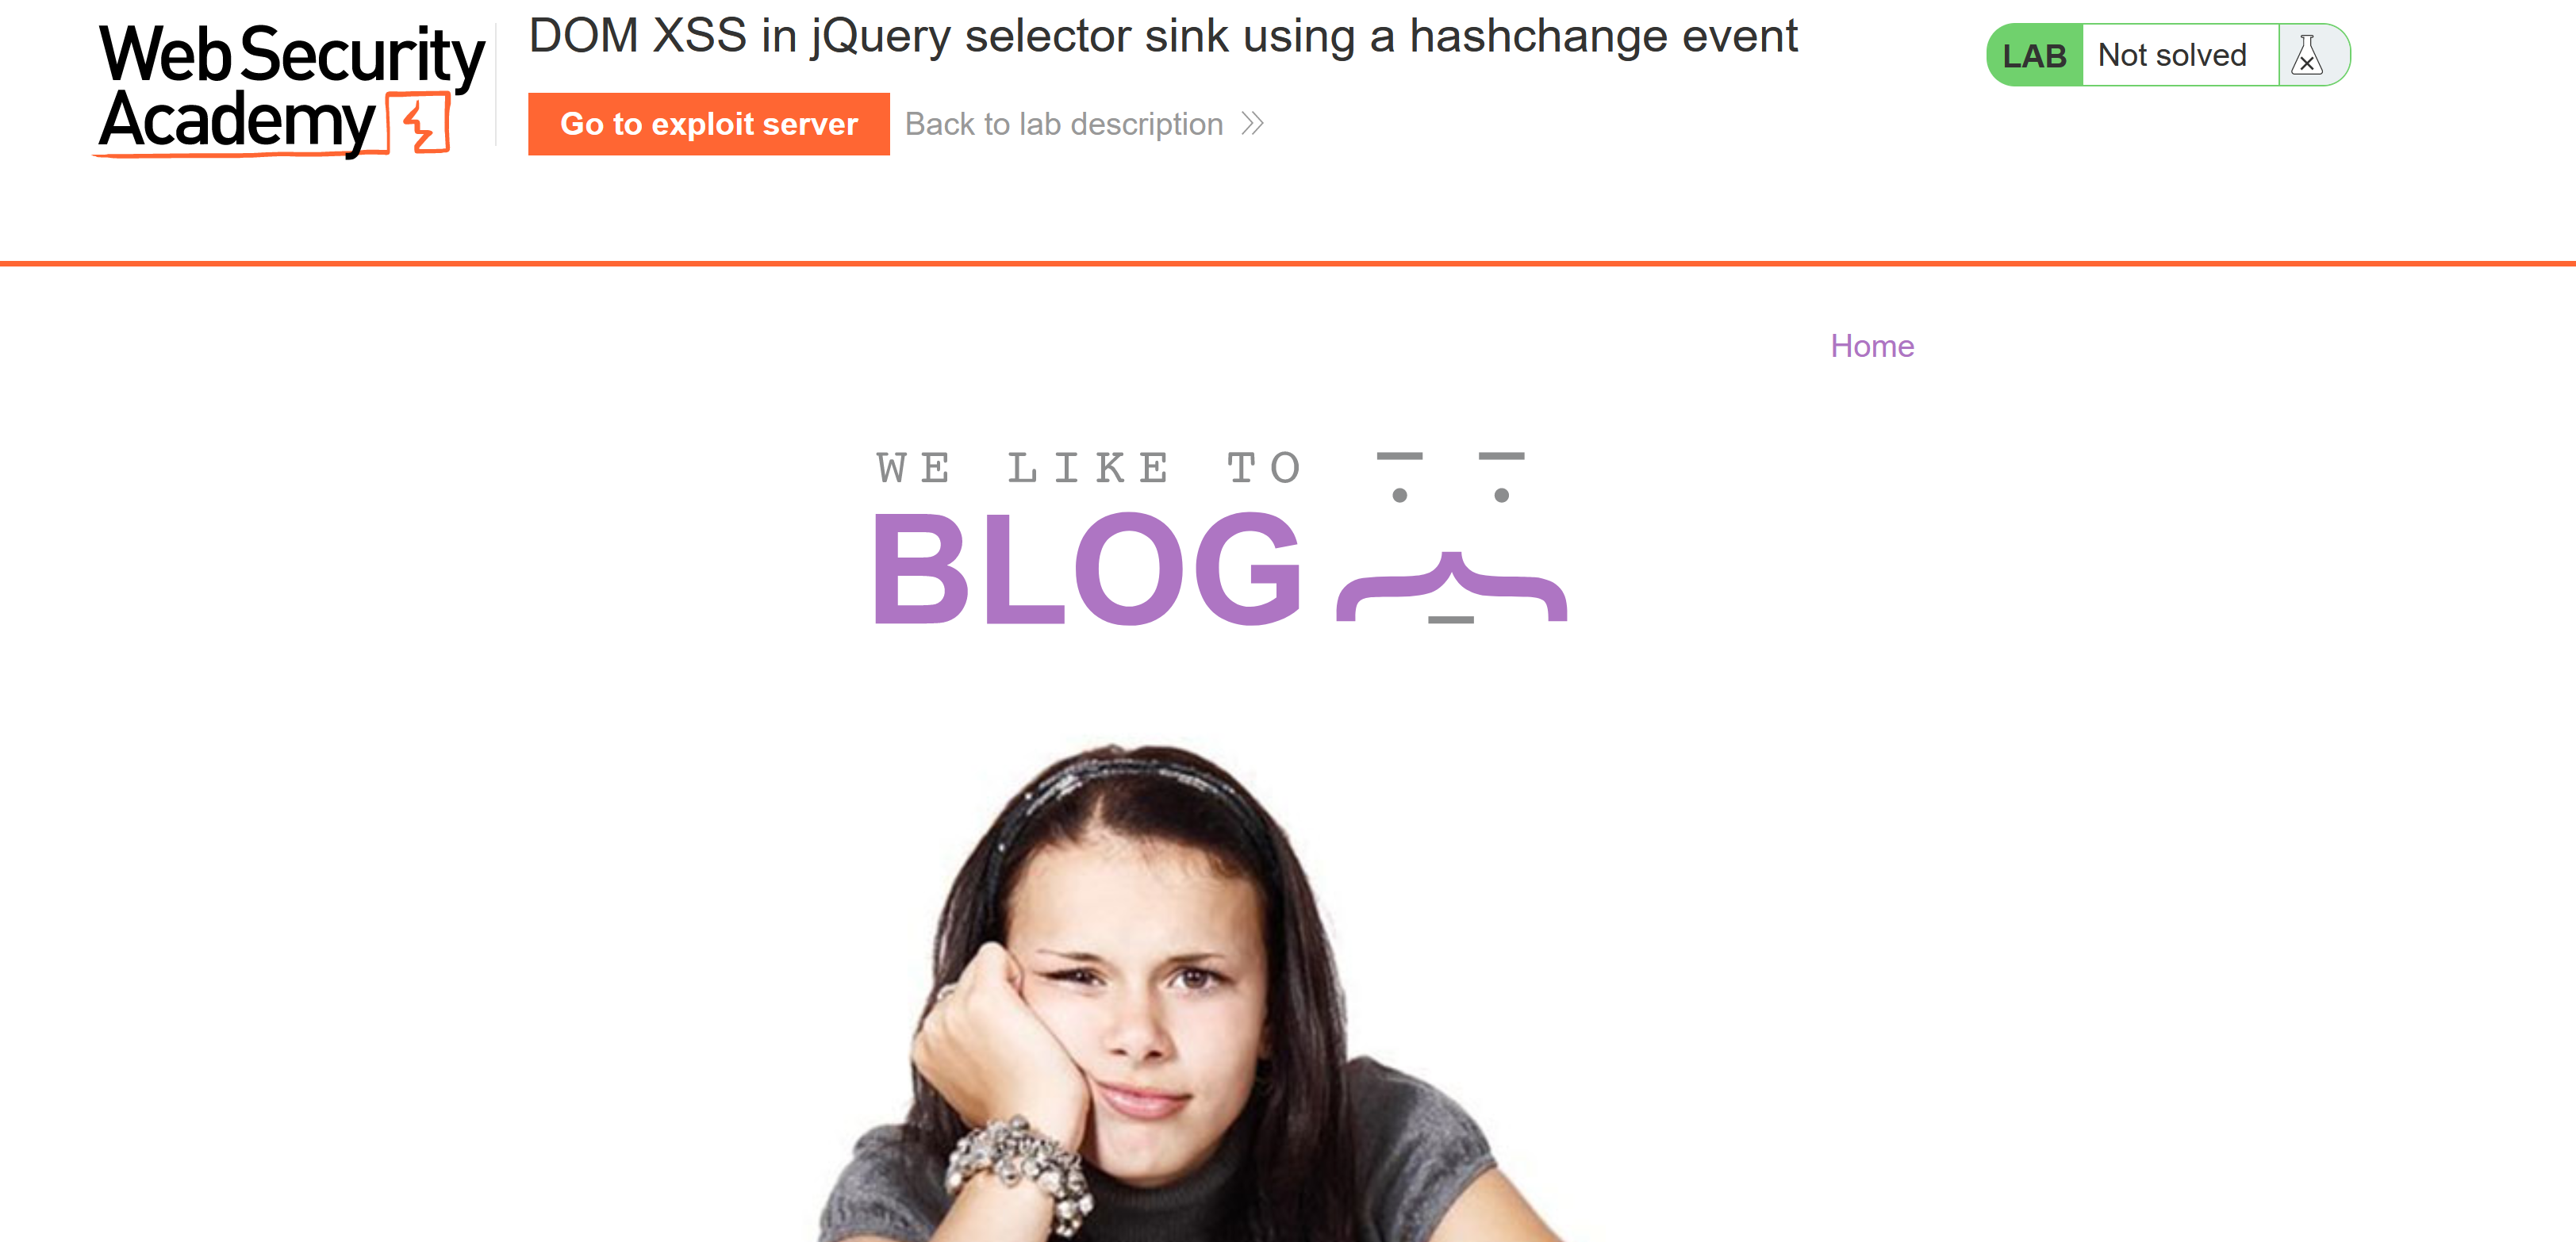 Web Security
Academy
DOM XSS in jQuery selector sink using a hashchange event
Go to exploit server
Back to lab description
LAB
Not solved
Home
WE LIKE TO
BLOG